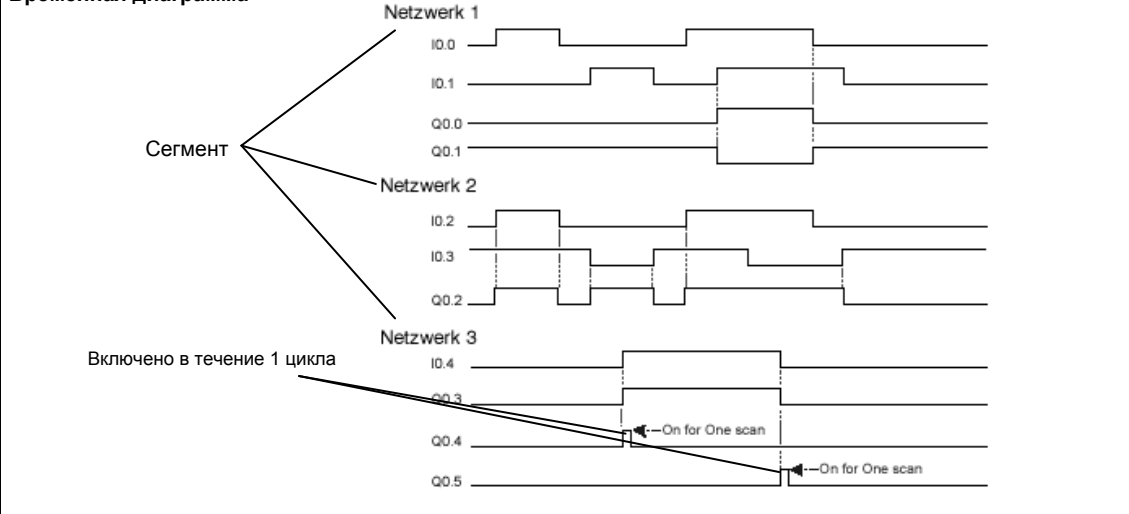 Временная диаграмма
Netzwerk 1
I0.0
I0.1
Q0.0
Q0.1
Сегмент
Netzwerk 2
I0.2
I0.3
Q0.2
Netzwerk 3
Включено в течение 1 цикла
I0.4
Q0.3
Q0.4
On for One scan
Q0.5
On for One scan